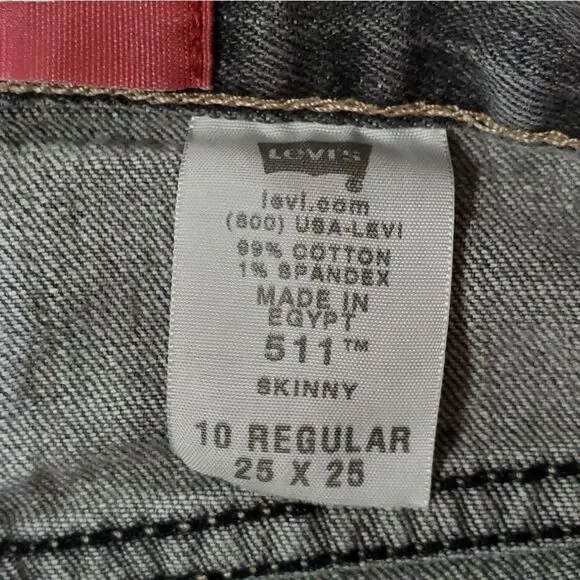 LEVI'S
®
levi.com
(800) USA-LEVI
99% COTTON
1% SPANDEX
MADE IN
EGYPT
511™
SKINNY
10 REGULAR
25 X 25